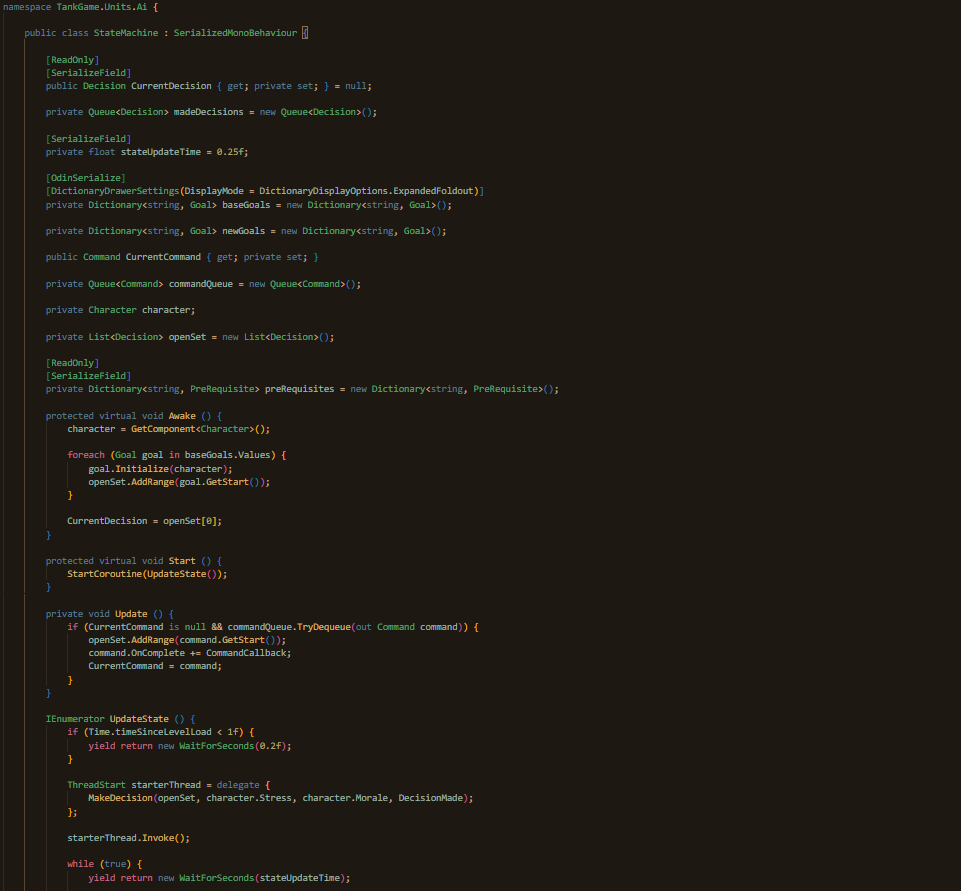 namespace TankGame.Units.Ai {
public class StateMachine : SerializedMonoBehaviour {
[ReadOnly]
[SerializeField]
public Decision CurrentDecision { get; private set; } = null;
private Queue<Decision> madeDecisions = new Queue<Decision>();
[SerializeField]
private float stateUpdateTime = 0.25f;
[OdinSerialize]
[DictionaryDrawerSettings(DisplayMode = DictionaryDisplayOptions.ExpandedFoldout)]
private Dictionary<string, Goal> baseGoals = new Dictionary<string, Goal>();
private Dictionary<string, Goal> newGoals = new Dictionary<string, Goal>();
public Command CurrentCommand { get; private set; }
private Queue<Command> commandQueue = new Queue<Command>();
private Character character;
private List<Decision> openSet = new List<Decision>();
[ReadOnly]
[SerializeField]
private Dictionary<string, PreRequisite> preRequisites = new Dictionary<string, PreRequisite>();
protected virtual void Awake () {
character = GetComponent<Character>();
foreach (Goal goal in baseGoals.Values) {
goal.Initialize(character);
openSet.AddRange(goal.GetStart());
}
CurrentDecision = openSet[0];
}
protected virtual void Start () {
StartCoroutine(UpdateState());
}
private void Update () {
if (CurrentCommand is null && commandQueue.TryDequeue(out Command command)) {
openSet.AddRange(command.GetStart());
command.OnComplete += CommandCallback;
CurrentCommand = command;
}
}
IEnumerator UpdateState () {
if (Time.timeSinceLevelLoad < 1f) {
yield return new WaitForSeconds(0.2f);
}
ThreadStart starterThread = delegate {
MakeDecision(openSet, character.Stress, character.Morale, DecisionMade);
};
starterThread.Invoke();
while (true) {
yield return new WaitForSeconds(stateUpdateTime);